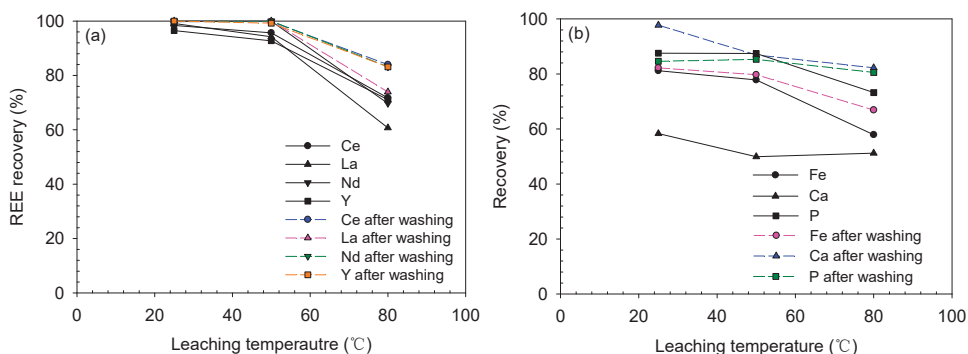 (a)
REE recovery (%)
100
80
60
40
20
0
Ce
La
Nd
Y
Ce after washing
La after washing
Nd after washing
Y after washing
0
20
40
60
80
100
Leaching temperautre (℃)
(b)
Recovery (%)
100
80
60
40
20
0
Fe
Ca
P
Fe after washing
Ca after washing
P after washing
0
20
40
60
80
100
Leaching temperature (℃)